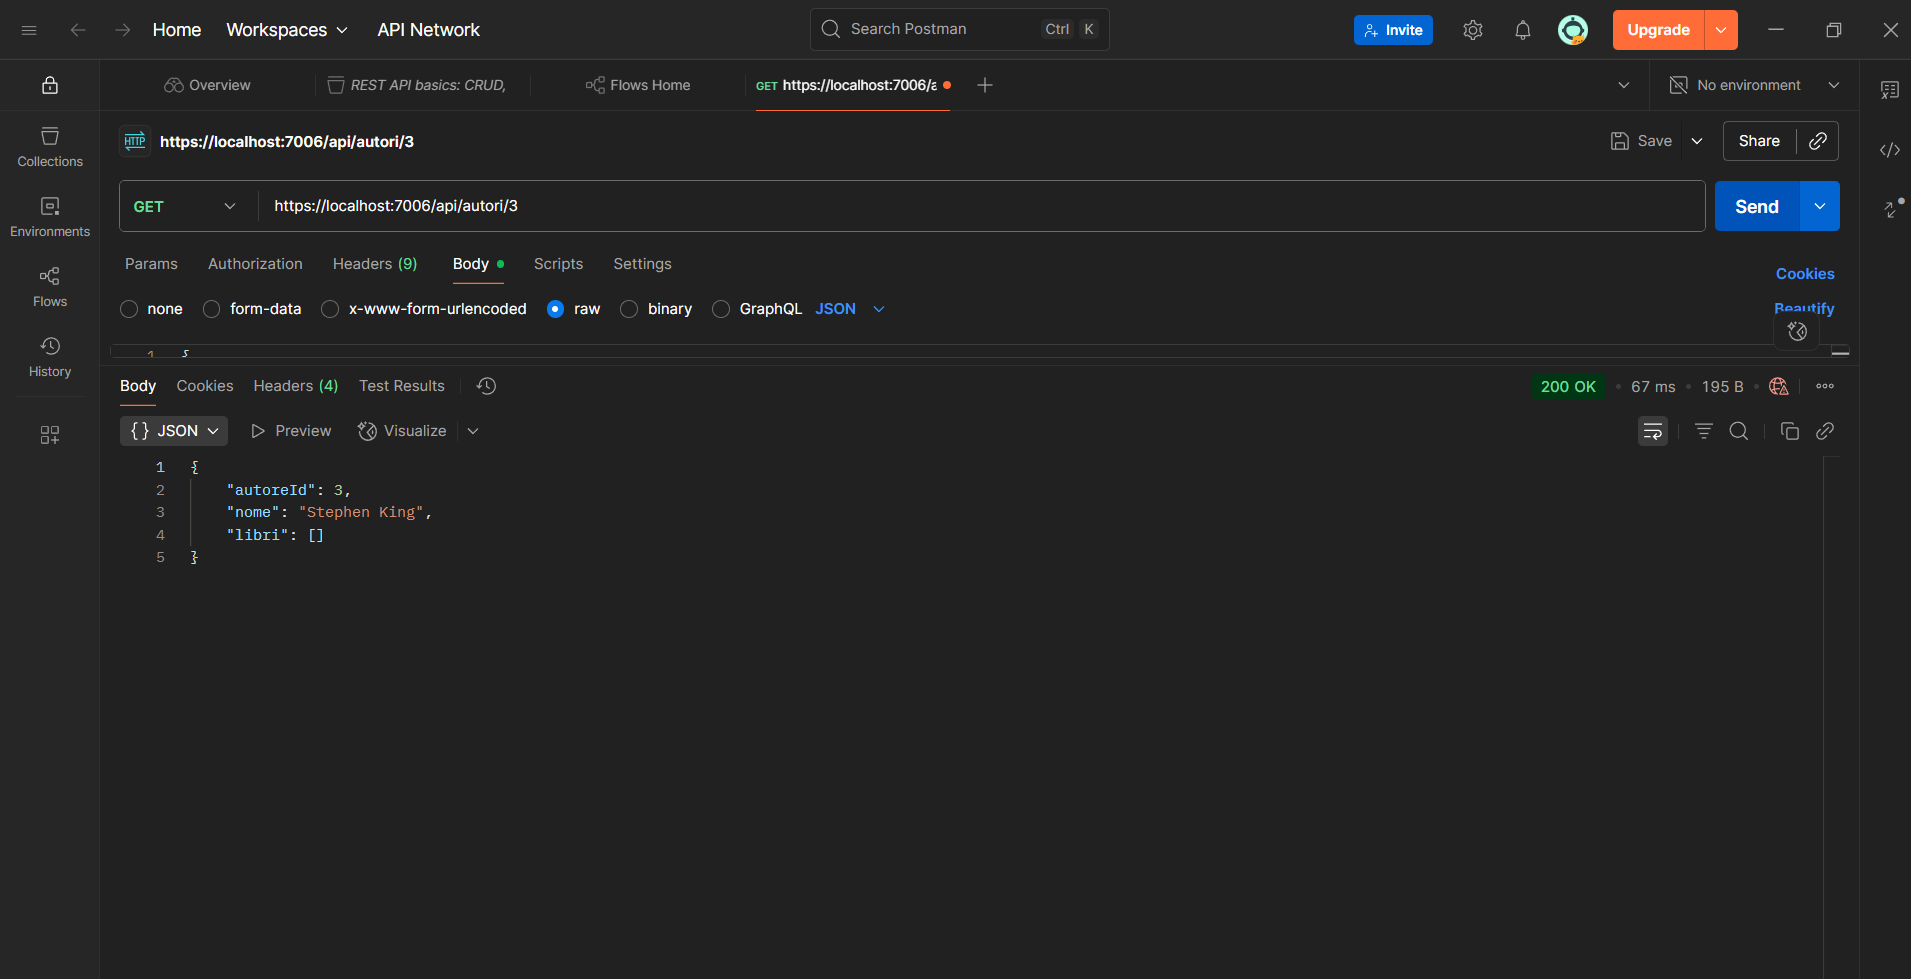 Home Workspaces API Network Search Postman Ctrl K Invite Upgrade
Overview REST API basics: CRUD, Flows Home GET https://localhost:7006/a No environment
HTTP https://localhost:7006/api/autori/3 Save Share
Collections
GET https://localhost:7006/api/autori/3 Send
Environments
Params Authorization Headers (9) Body Scripts Settings Cookies
Flows
none form-data x-www-form-urlencoded raw binary GraphQL JSON Beautify
1 {
History
Body Cookies Headers (4) Test Results 200 OK • 67 ms • 195 B •
{} JSON Preview Visualize
1 {
2 "autoreId": 3,
3 "nome": "Stephen King",
4 "libri": []
5 }